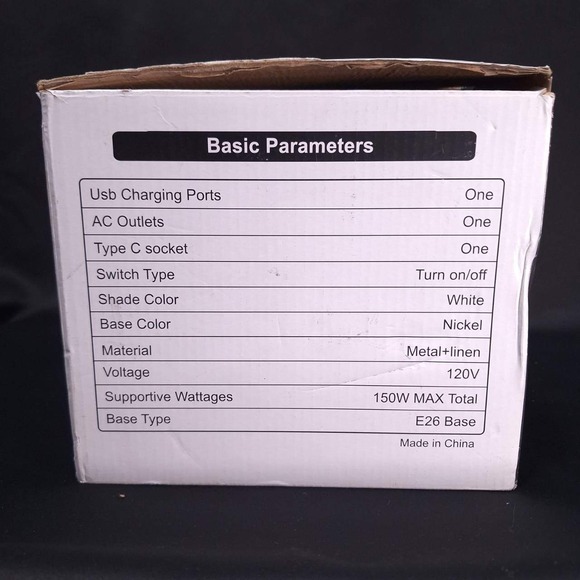 Basic Parameters
Usb Charging Ports One
AC Outlets One
Type C socket One
Switch Type Turn on/off
Shade Color White
Base Color Nickel
Material Metal+linen
Voltage 120V
Supportive Wattages 150W MAX Total
Base Type E26 Base
Made in China